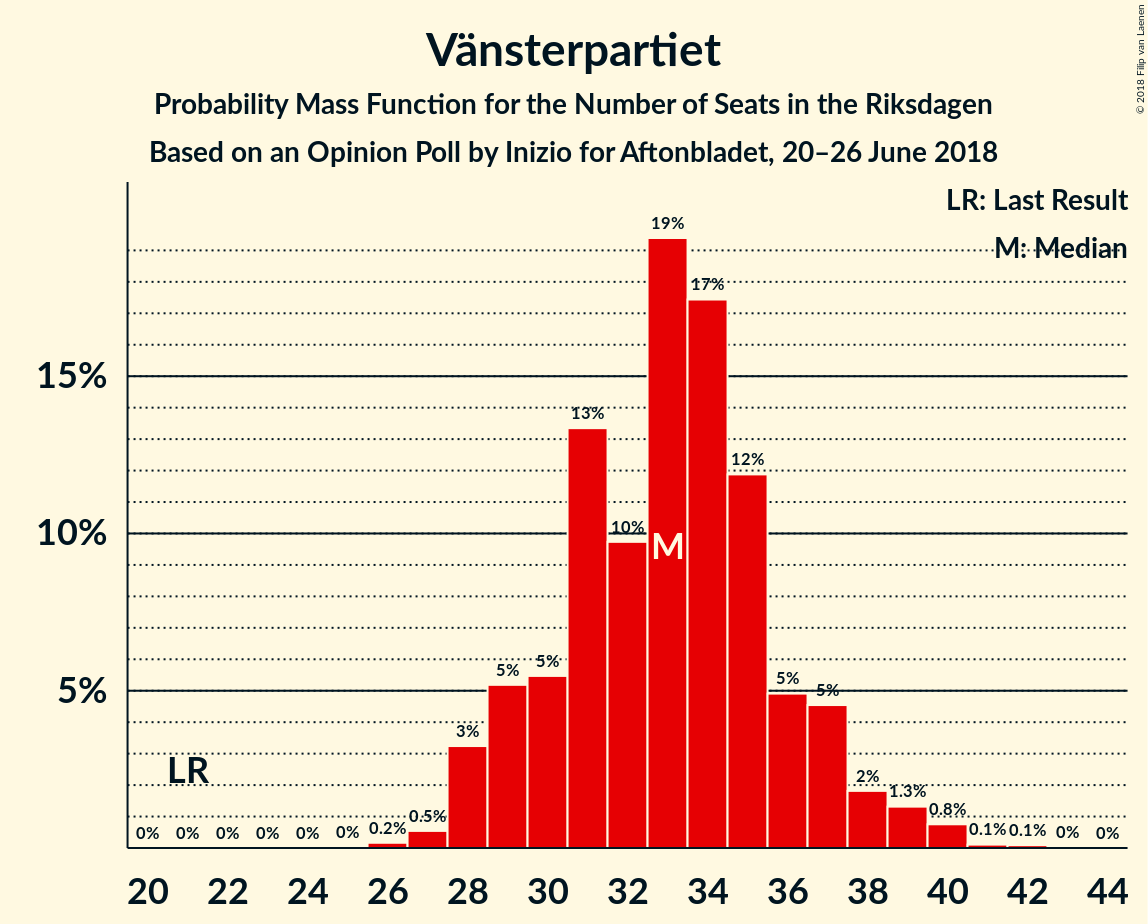 Vänsterpartiet
Probability Mass Function for the Number of Seats in the Riksdagen
Based on an Opinion Poll by Inizio for Aftonbladet, 20–26 June 2018
© 2018 Filip van Laenen
LR: Last Result
M: Median
19%
17%
15%
13%
12%
10%
10%
M
5%
5%
5%
5%
5%
3%
LR
2%
1.3%
0% 0% 0% 0% 0% 0% 0.2% 0.5% 0.8% 0.1% 0.1% 0% 0%
20 22 24 26 28 30 32 34 36 38 40 42 44